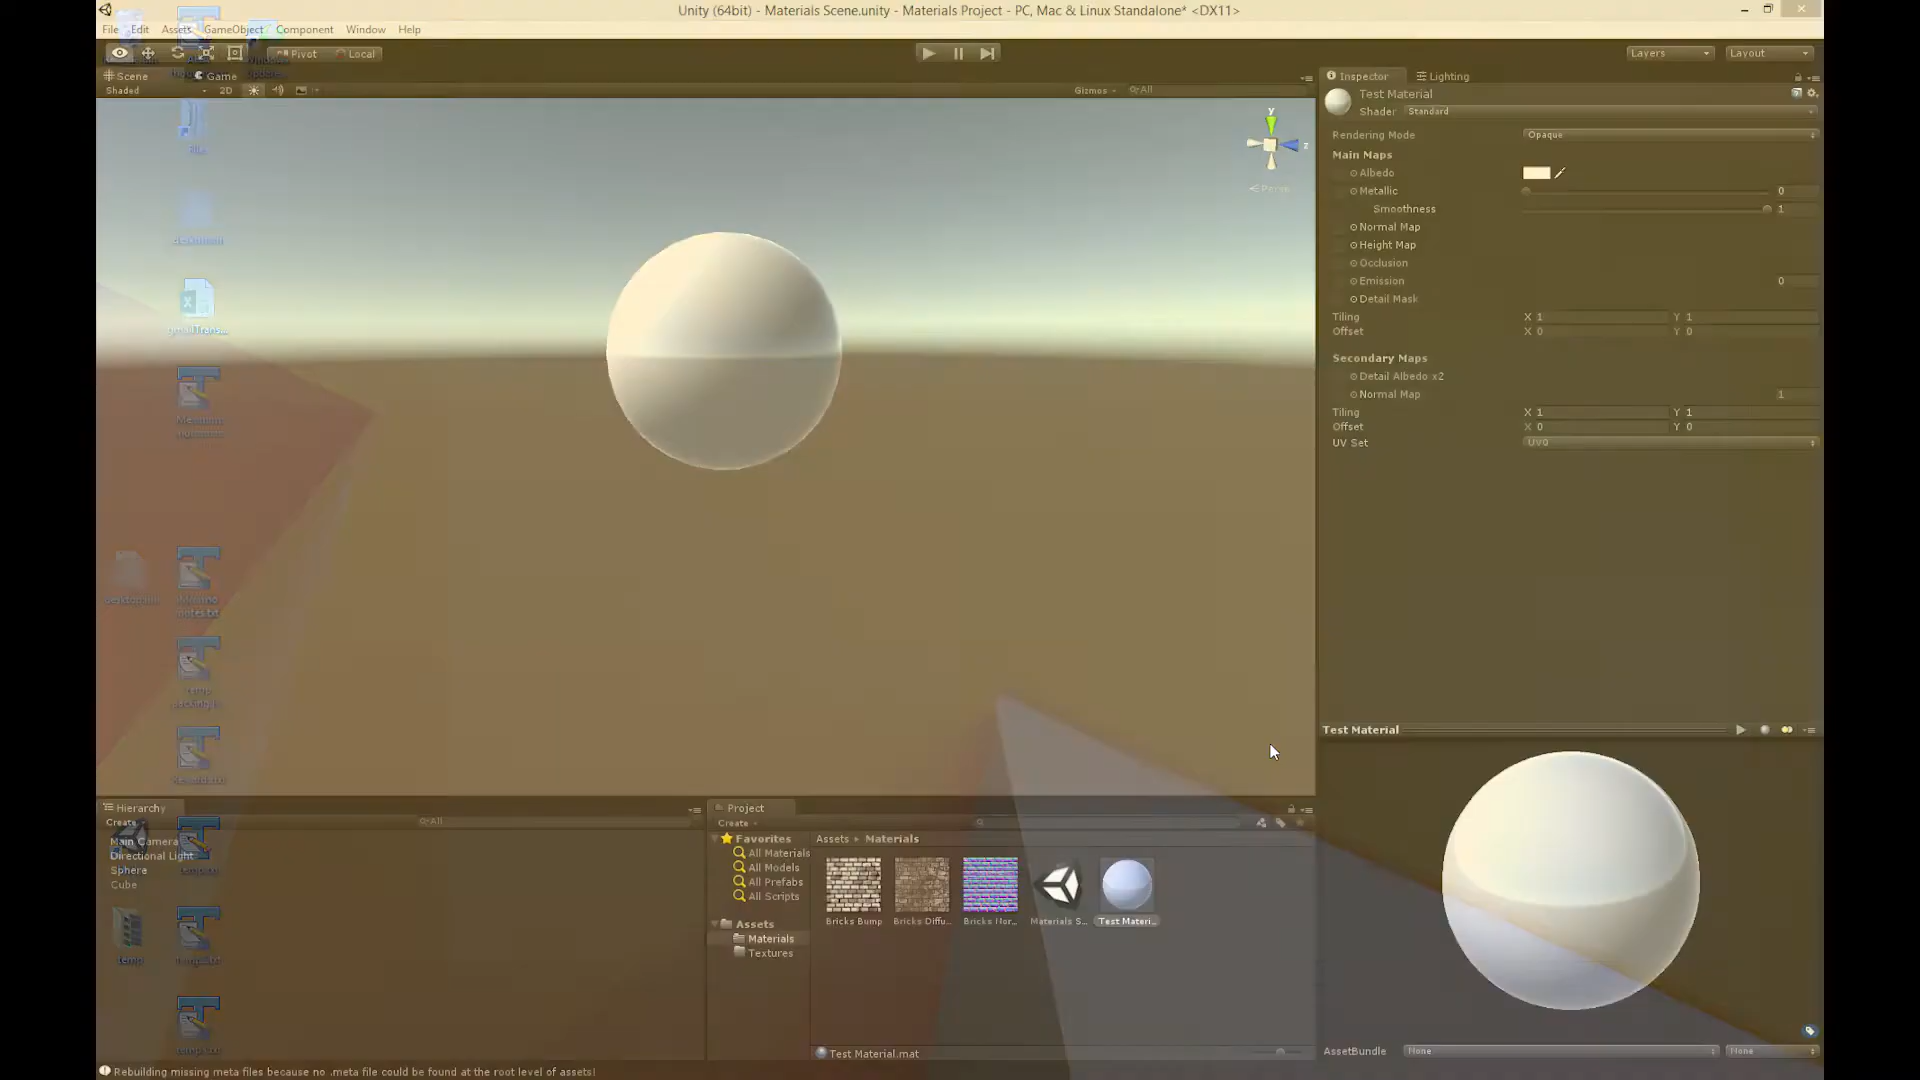 Unity (64bit) - Materials Scene.unity - Materials Project - PC, Mac & Linux Standalone* <DX11>
File Edit Assets GameObject Component Window Help
Pivot Local
Layers Layout
Scene Game
Shaded 2D Gizmos All
y
z
Persp
Inspector Lighting
Test Material
Shader Standard
Rendering Mode Opaque
Main Maps
Albedo
Metallic 0
Smoothness 1
Normal Map
Height Map
Occlusion
Emission 0
Detail Mask
Tiling X 1 Y 1
Offset X 0 Y 0
Secondary Maps
Detail Albedo x2
Normal Map 1
Tiling X 1 Y 1
Offset X 0 Y 0
UV Set UV0
Test Material
File
Hierarchy
Create All
Main Camera
Directional Light
Sphere
Cube
temp
Project
Create
Favorites
All Materials
All Models
All Prefabs
All Scripts
Assets
Materials
Textures
Assets Materials
Bricks Bump Bricks Diffu... Bricks Nor... Materials S... Test Materi...
Test Material.mat
AssetBundle None None
Rebuilding missing meta files because no .meta file could be found at the root level of assets!